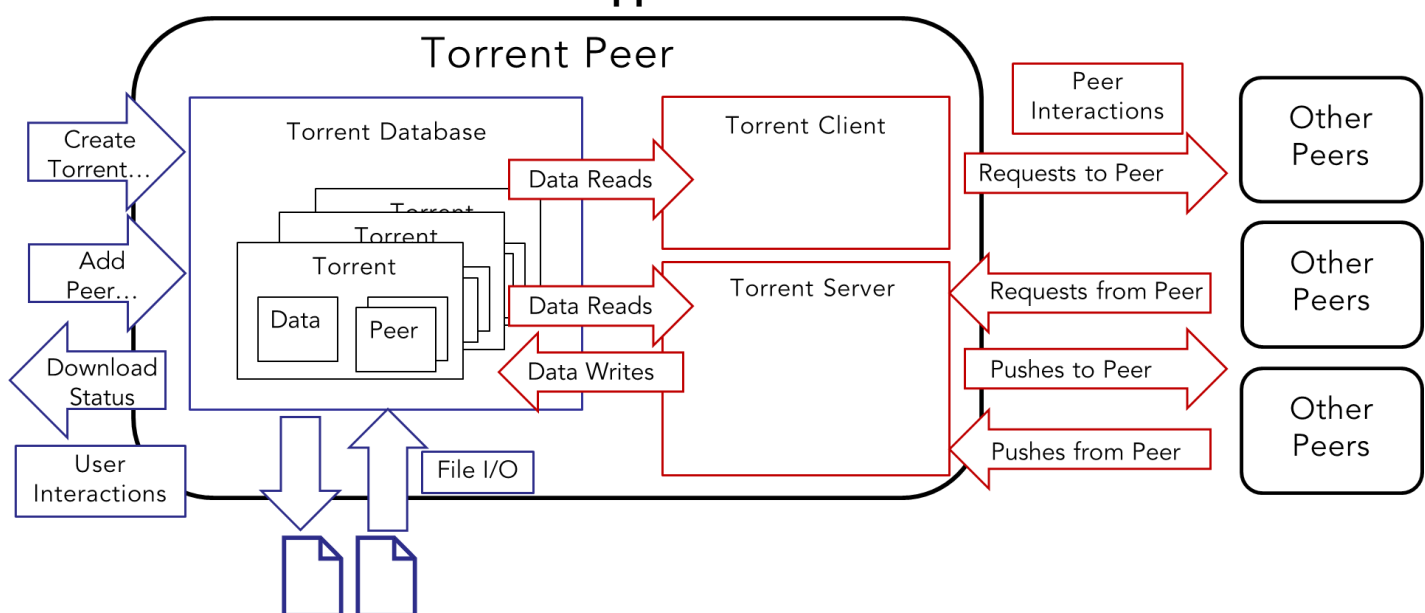 Torrent Peer
Create
Torrent...
Add
Peer...
Download
Status
User
Interactions
Torrent Database
Torrent
Torrent
Torrent
Data
Peer
Data Reads
Data Reads
Data Writes
File I/O
Torrent Client
Torrent Server
Peer
Interactions
Requests to Peer
Requests from Peer
Pushes to Peer
Pushes from Peer
Other
Peers
Other
Peers
Other
Peers